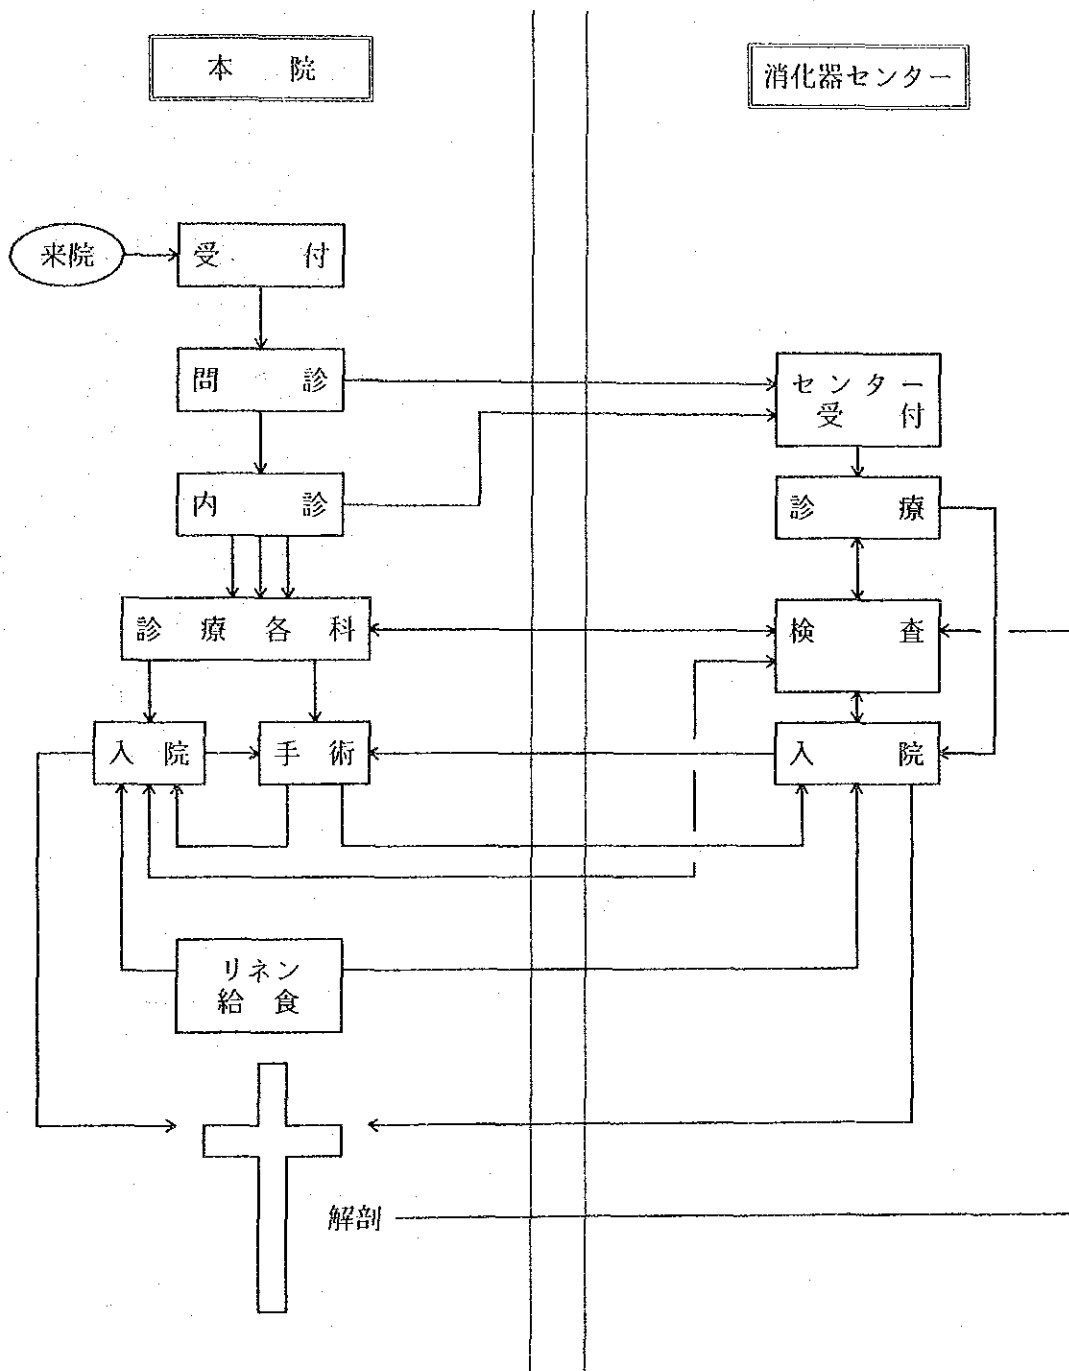 本院
消化器センター
来院
受付
問診
センター
受付
内診
診療
診療各科
検査
入院
手術
入院
リネン
給食
解剖